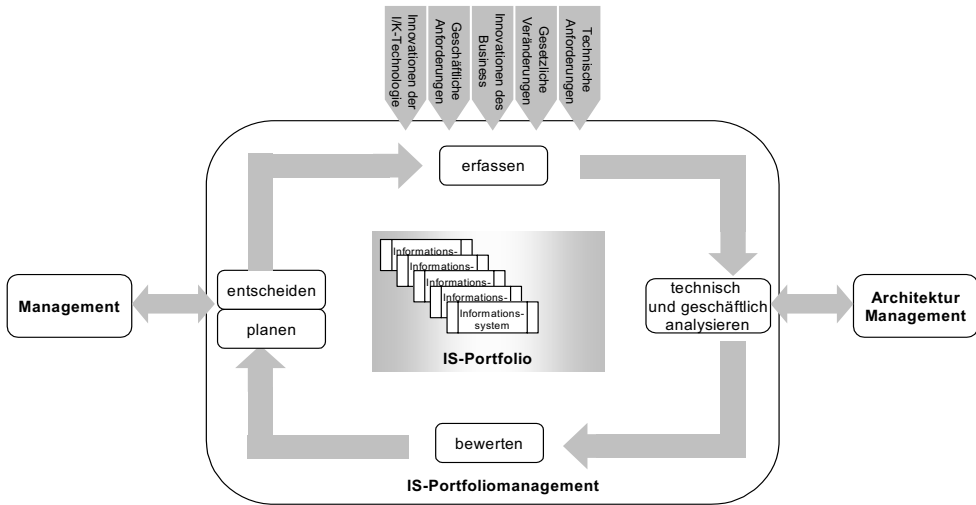 Innovationen der
I/K-Technologie
Geschäftliche
Anforderungen
Innovationen des
Business
Gesetzliche
Veränderungen
Technische
Anforderungen
erfassen
Informations-
Informations-
Informations-
Informations-
Informations-
system
IS-Portfolio
Management
entscheiden
planen
technisch
und geschäftlich
analysieren
Architektur
Management
bewerten
IS-Portfoliomanagement